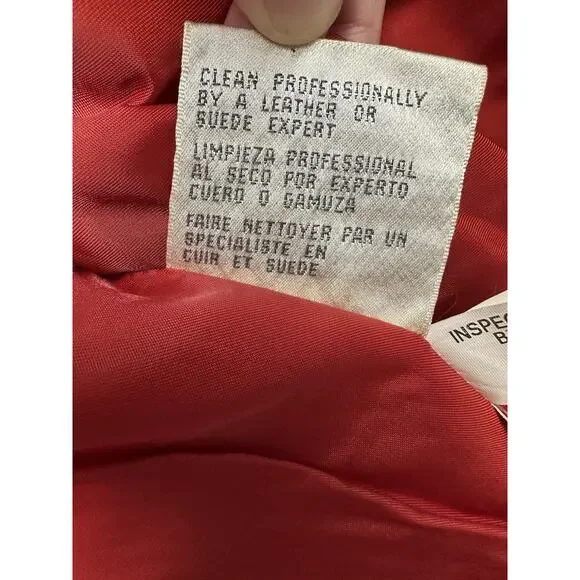 CLEAN PROFESSIONALLY
BY A LEATHER OR
SUEDE EXPERT
LIMPIEZA PROFESSIONAL
AL SECO POR EXPERTO
CUERO O GAMUZA
FAIRE NETTOYER PAR UN
SPECIALISTE EN
CUIR ET SUEDE